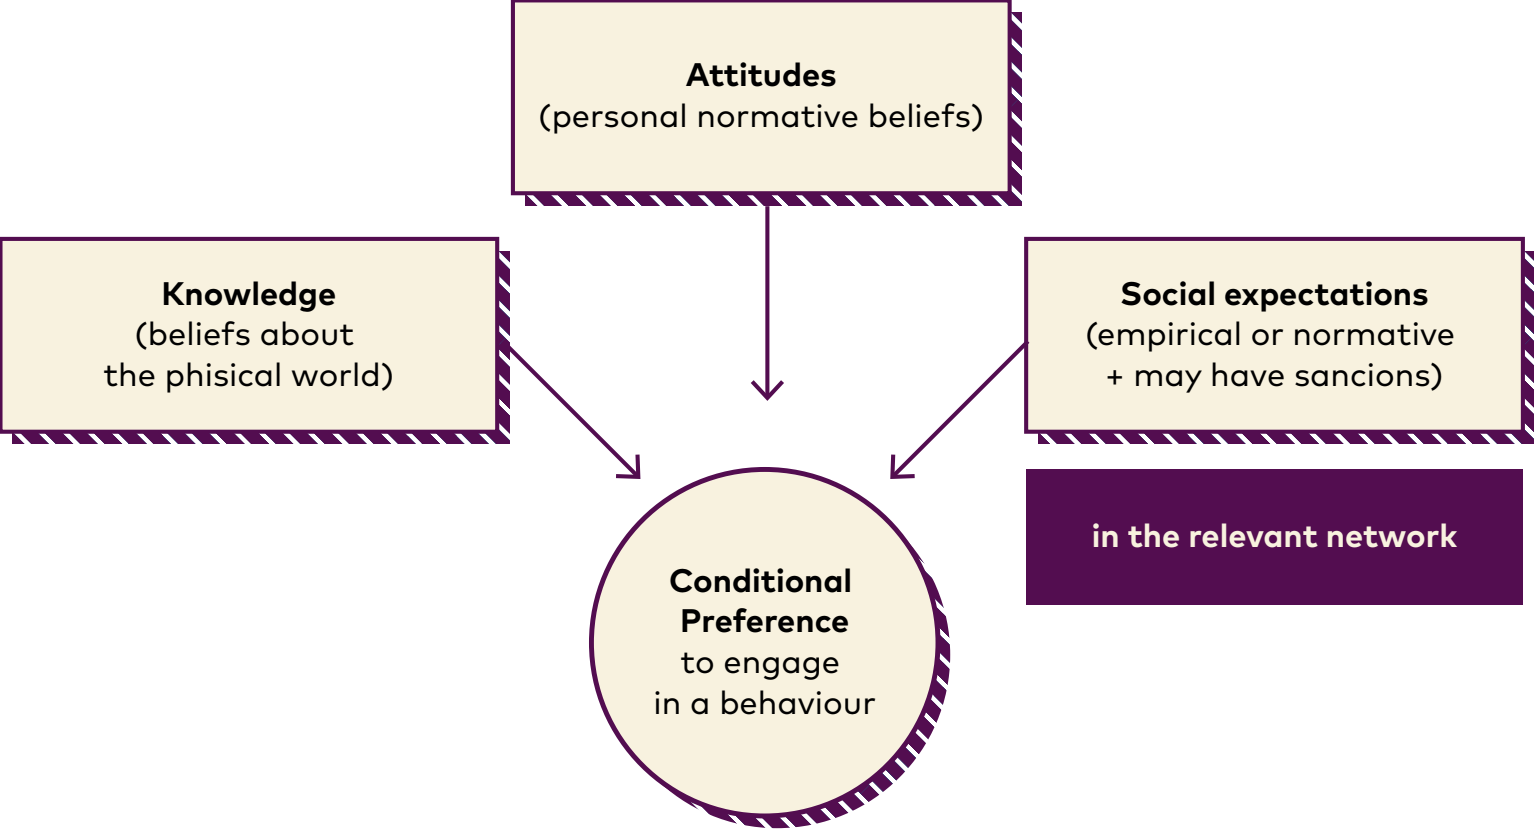 Attitudes
(personal normative beliefs)
Knowledge
(beliefs about
the phisical world)
Social expectations
(empirical or normative
+ may have sancions)
in the relevant network
Conditional
Preference
to engage
in a behaviour